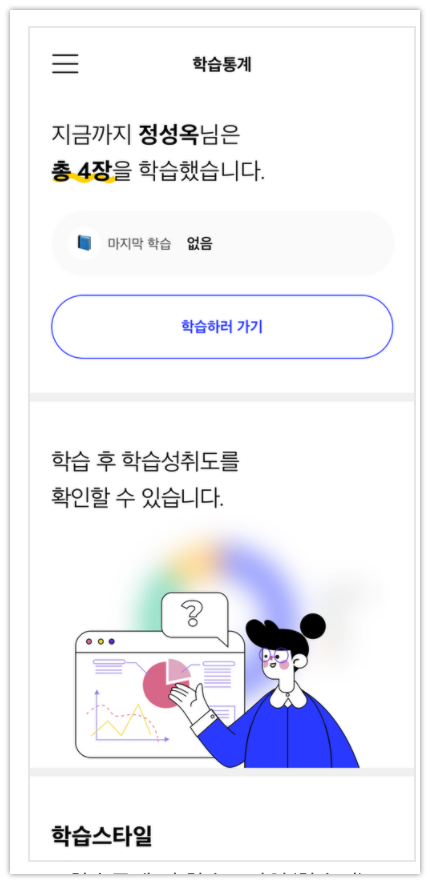 학습통계
지금까지 정성옥님은
총 4장을 학습했습니다.
마지막 학습 없음
학습하러 가기
학습 후 학습성취도를
확인할 수 있습니다.
?
학습스타일